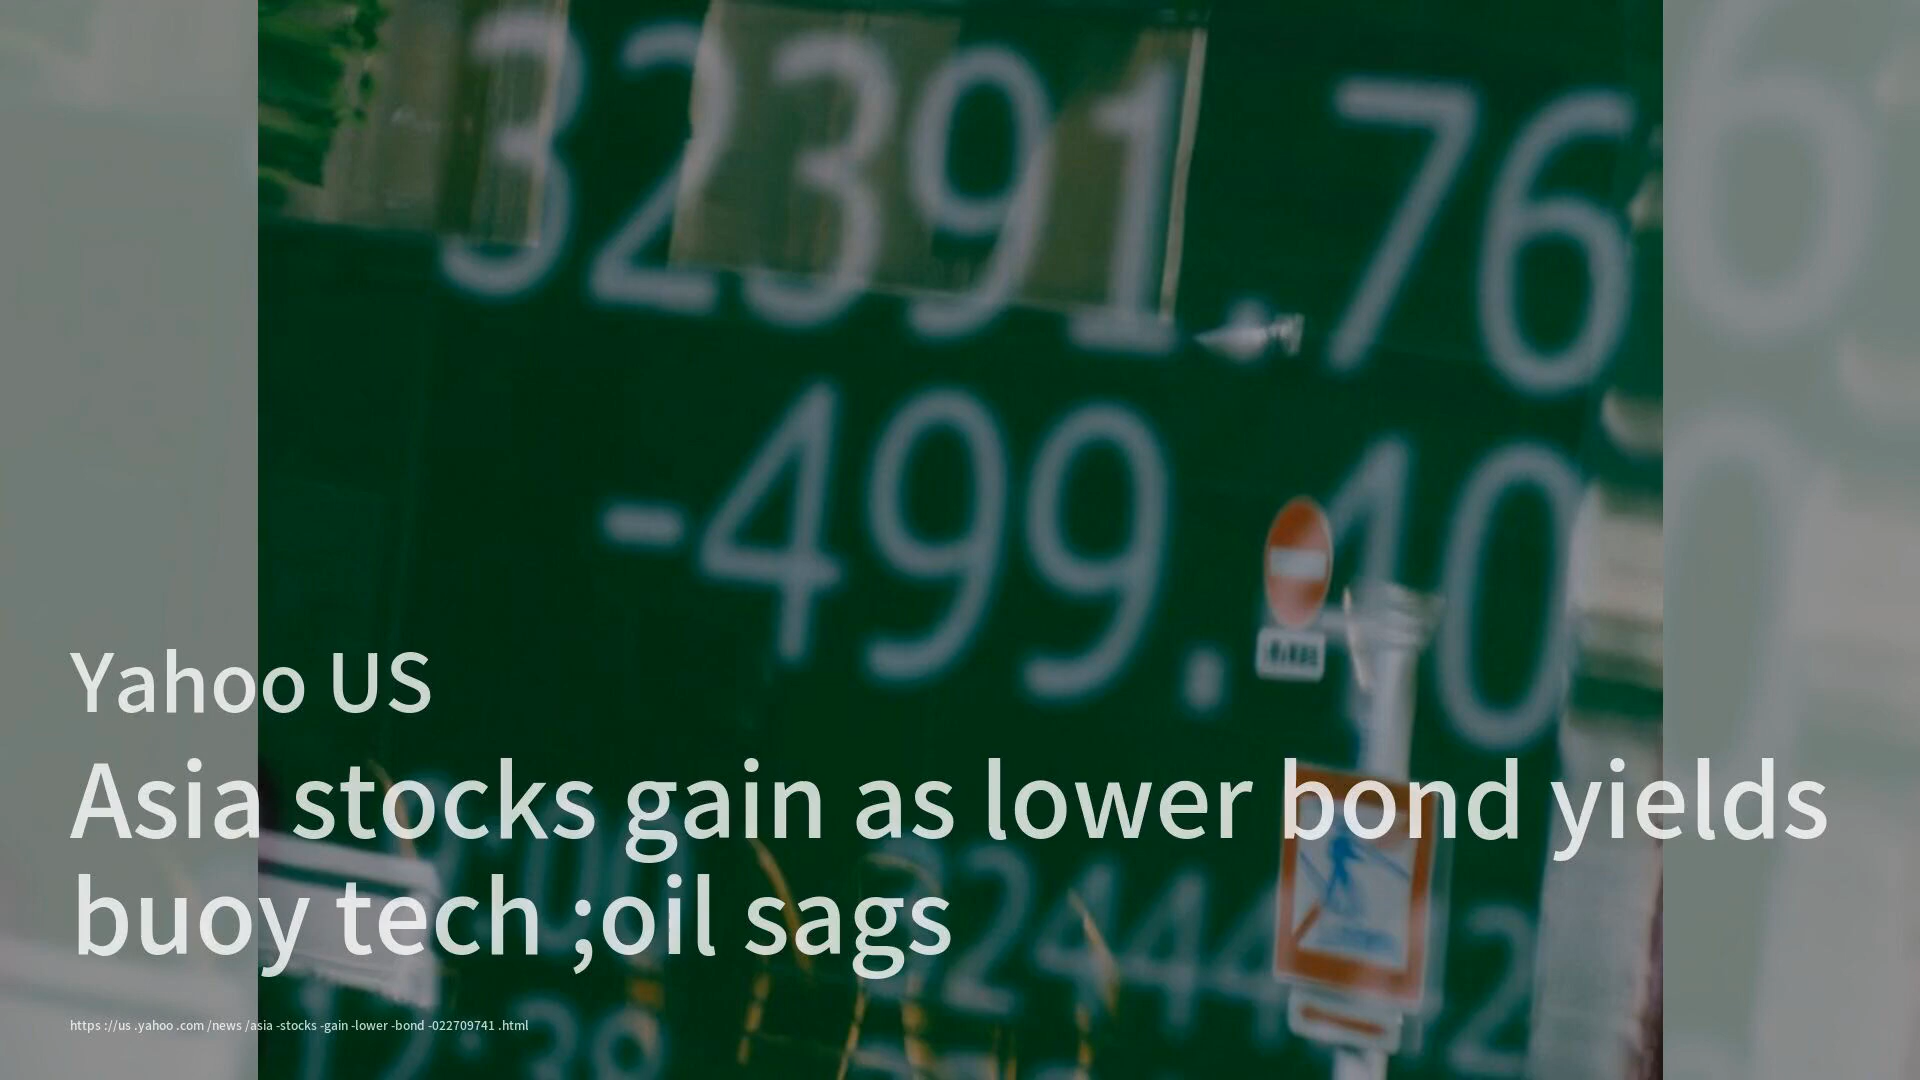 32391.76
-499.40
Yahoo US
Asia stocks gain as lower bond yields
buoy tech ;oil sags
https ://us .yahoo .com /news /asia -stocks -gain -lower -bond -022709741 .html